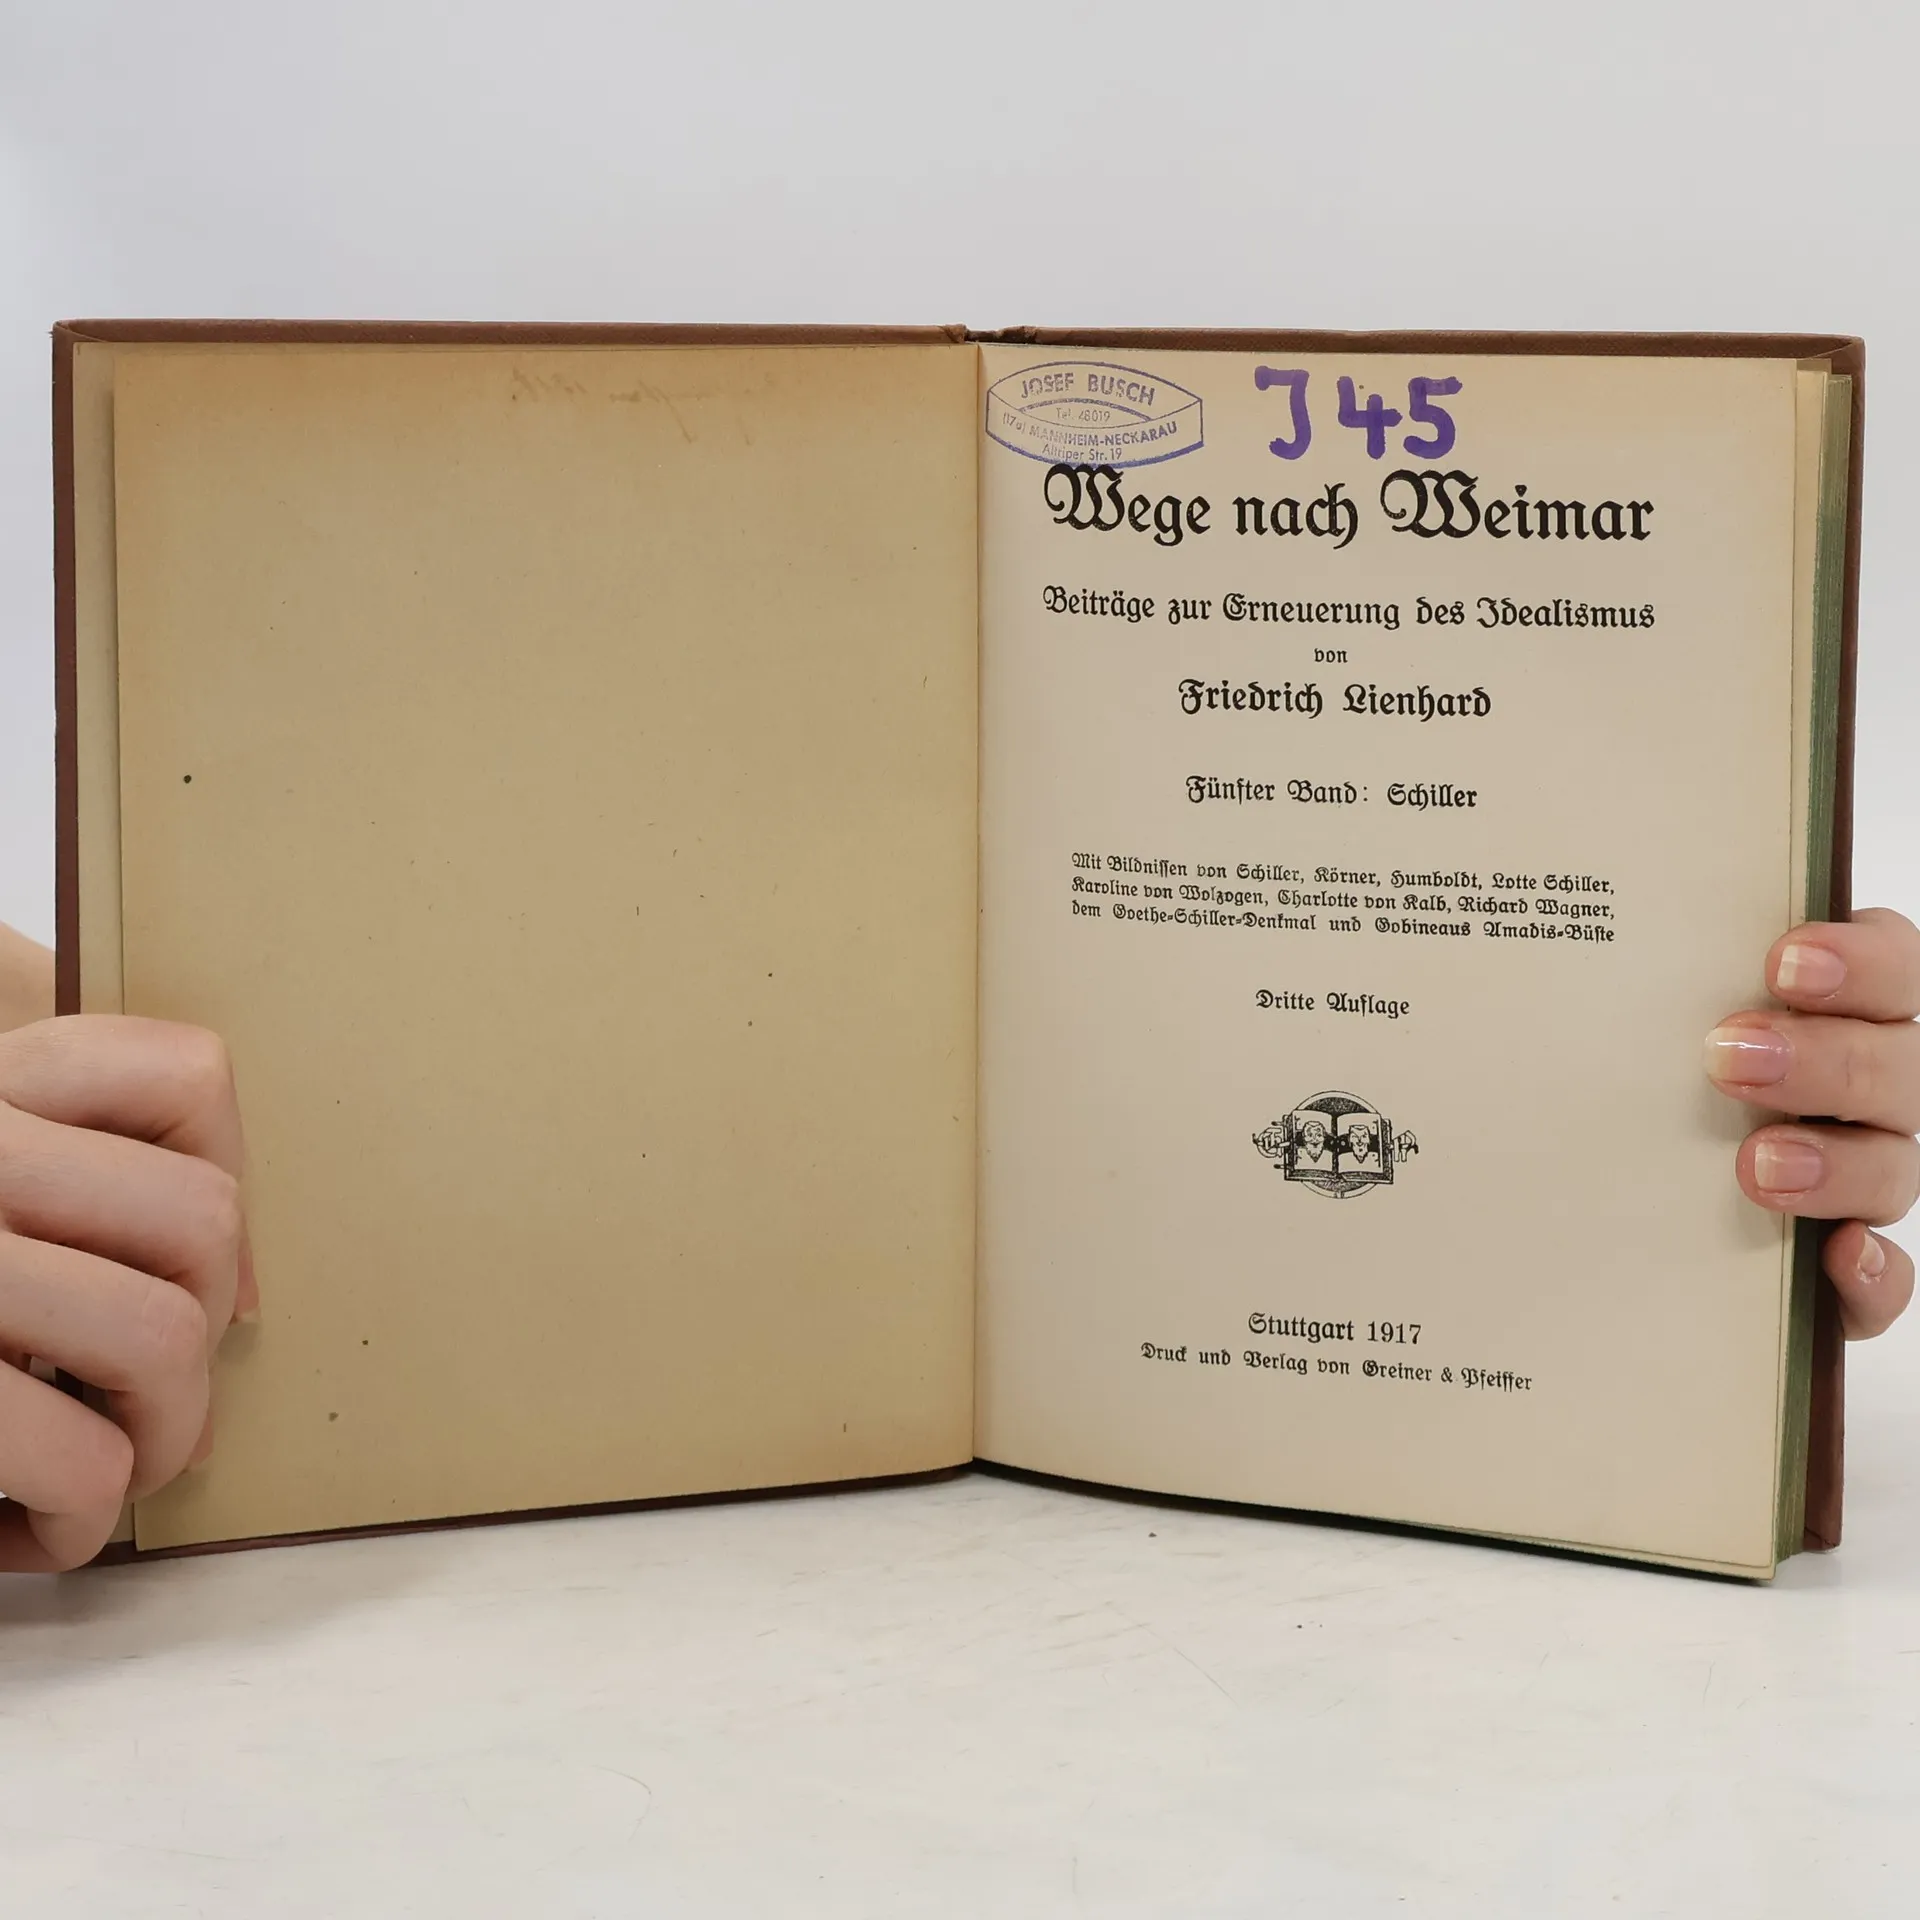 JOSEF BUSCH
Tel. 48019
(17a) MANNHEIM-NECKARAU
Altriper Str. 19
J 45
Wege nach Weimar
Beiträge zur Erneuerung des Idealismus
von
Friedrich Lienhard
Fünfter Band: Schiller
Mit Bildnissen von Schiller, Körner, Humboldt, Lotte Schiller,
Karoline von Wolzogen, Charlotte von Kalb, Richard Wagner,
dem Goethe-Schiller-Denkmal und Gobineaus Amadis-Büste
Dritte Auflage
Stuttgart 1917
Druck und Verlag von Greiner & Pfeiffer